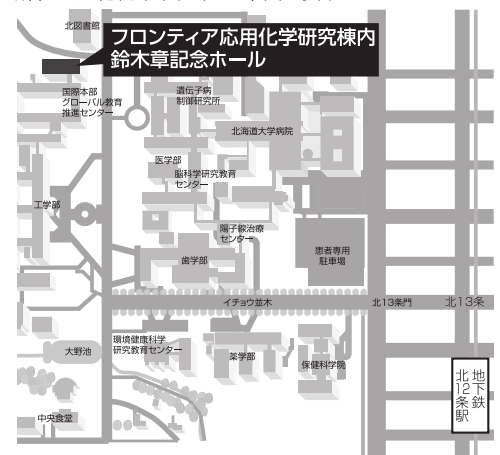 北図書館
フロンティア応用化学研究棟内
鈴木章記念ホール
国際本部
グローバル教育
推進センター
遺伝子病
制御研究所
北海道大学病院
医学部
脳科学研究教育
センター
工学部
陽子線治療
センター
歯学部
患者専用
駐車場
イチョウ並木
北13条門
北13条
環境健康科学
研究教育センター
大野池
薬学部
保健科学院
地下鉄
北12条駅
中央食堂